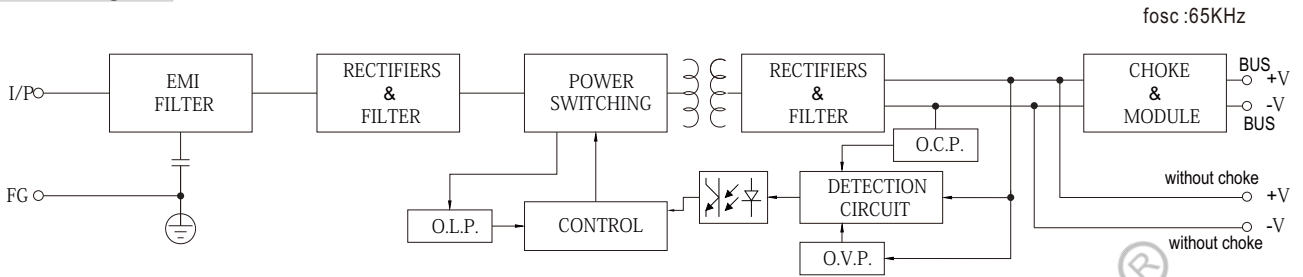 fosc :65KHz
I/P
EMI
FILTER
RECTIFIERS
&
FILTER
POWER
SWITCHING
RECTIFIERS
&
FILTER
CHOKE
&
MODULE
BUS
+V
-V
BUS
O.C.P.
FG
DETECTION
CIRCUIT
without choke
+V
O.L.P.
CONTROL
-V
without choke
O.V.P.
®